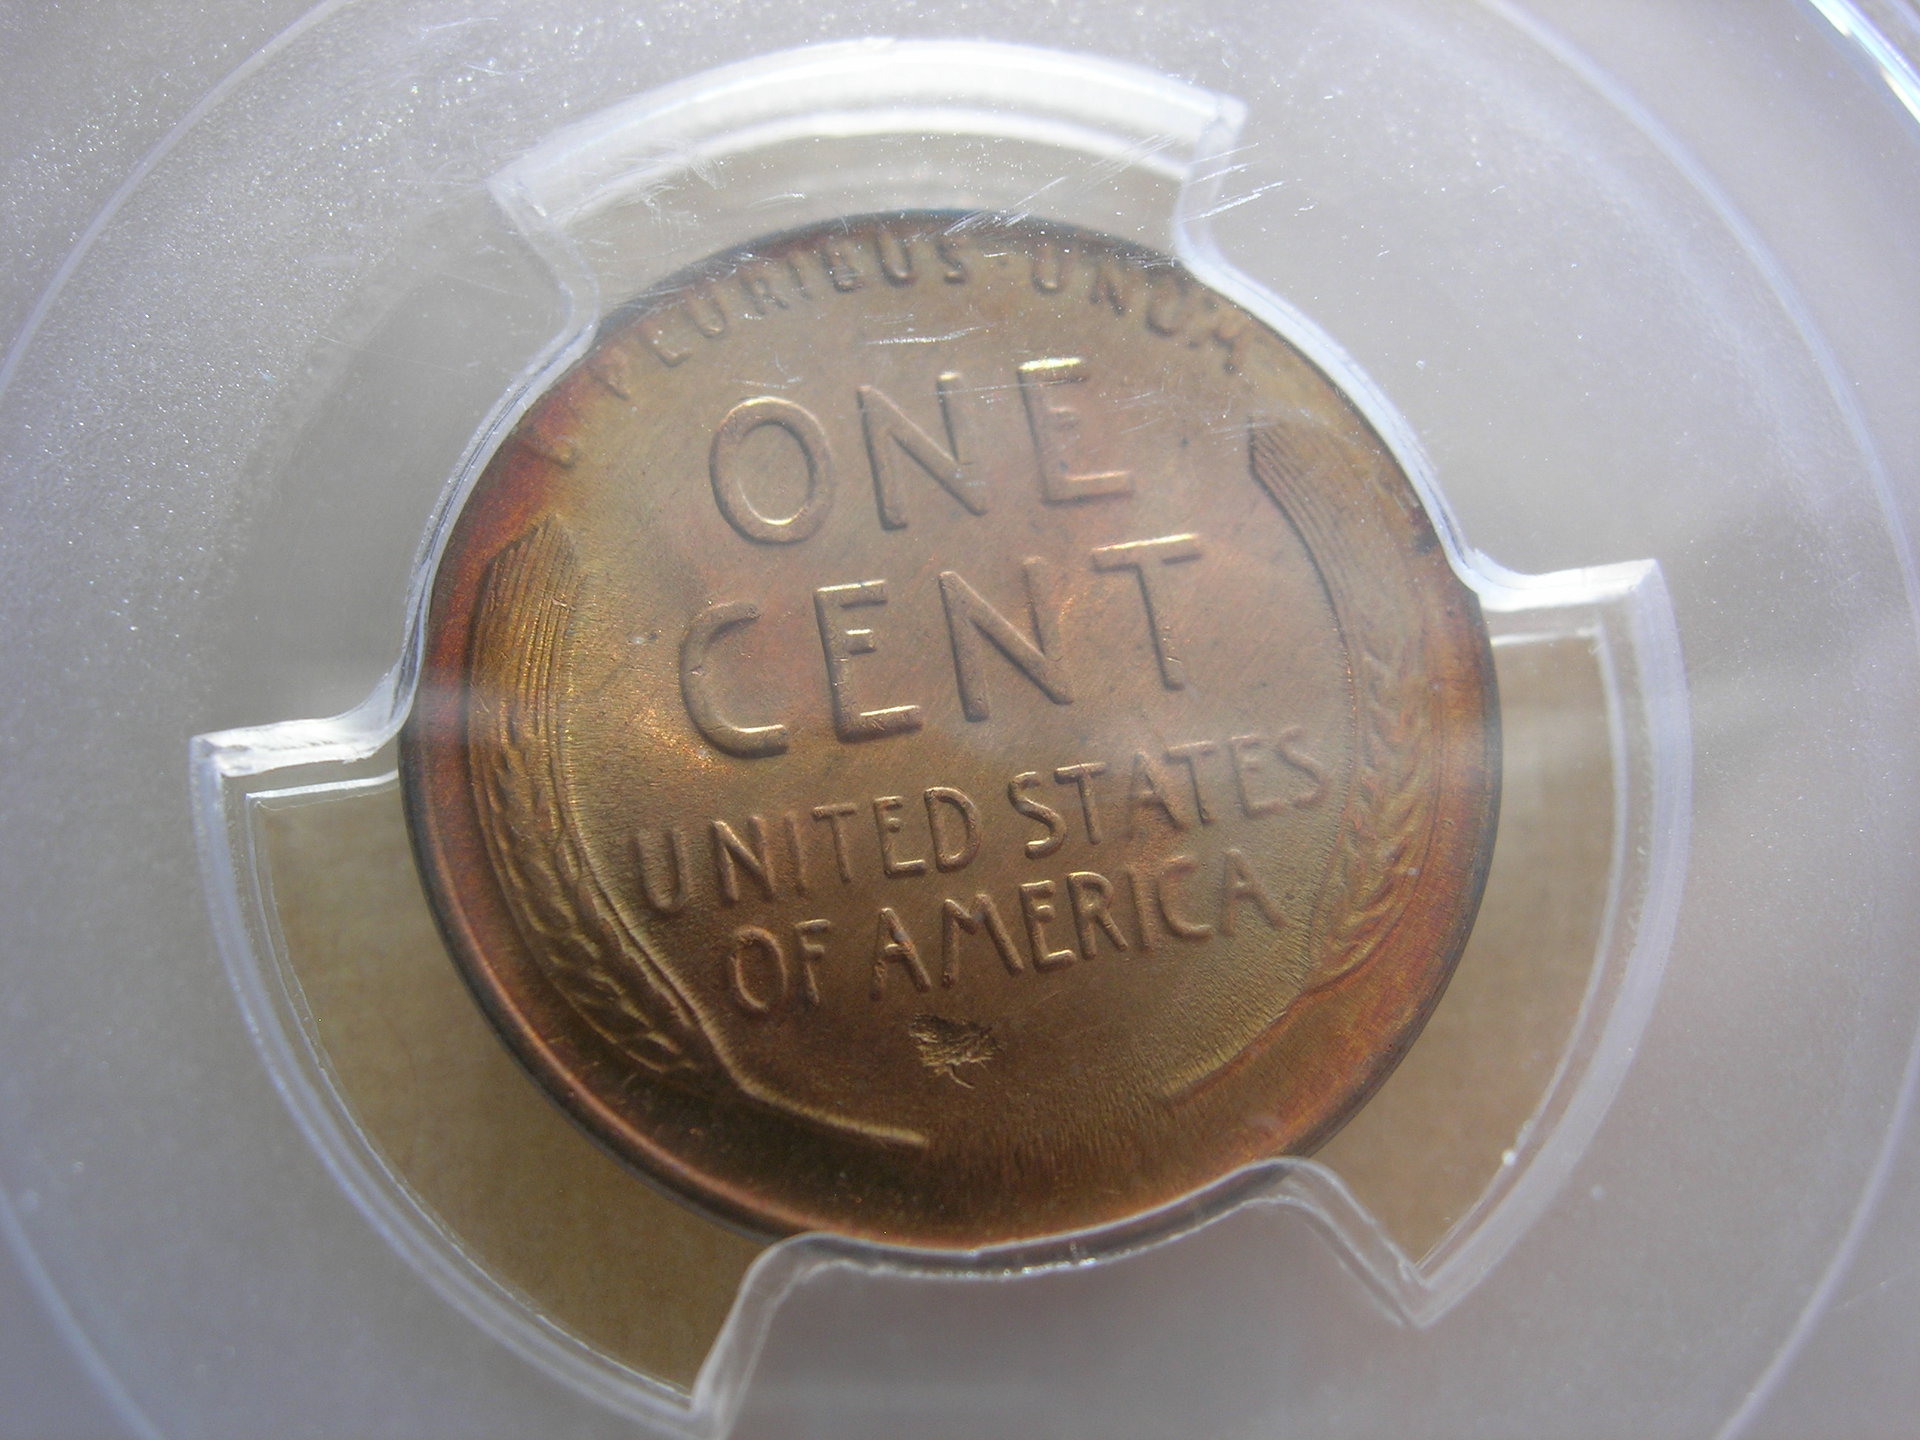 PLURIBUS · UNUM
ONE
CENT
UNITED STATES
OF AMERICA